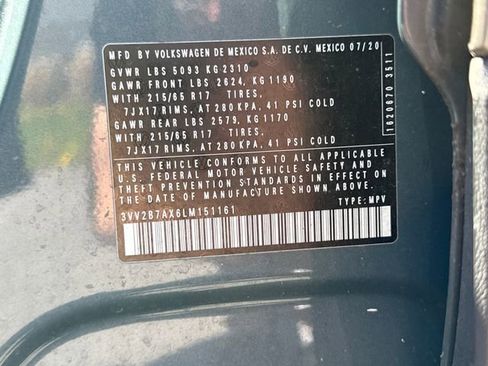 MFD BY VOLKSWAGEN DE MEXICO S.A. DE C.V. MEXICO 07/20
GVWR LBS 5093 KG 2310
GAWR FRONT LBS 2624, KG 1190
WITH 215/65 R17 TIRES,
7JX17 RIMS, AT 280 KPA, 41 PSI COLD
GAWR REAR LBS 2579, KG 1170
WITH 215/65 R17 TIRES,
7JX17 RIMS, AT 280 KPA, 41 PSI COLD
THIS VEHICLE CONFORMS TO ALL APPLICABLE
U.S. FEDERAL MOTOR VEHICLE SAFETY AND
THEFT PREVENTION STANDARDS IN EFFECT ON
THE DATE OF MANUFACTURE SHOWN ABOVE.
3VV2B7AX6LM151161
TYPE: MPV
1620670 3511